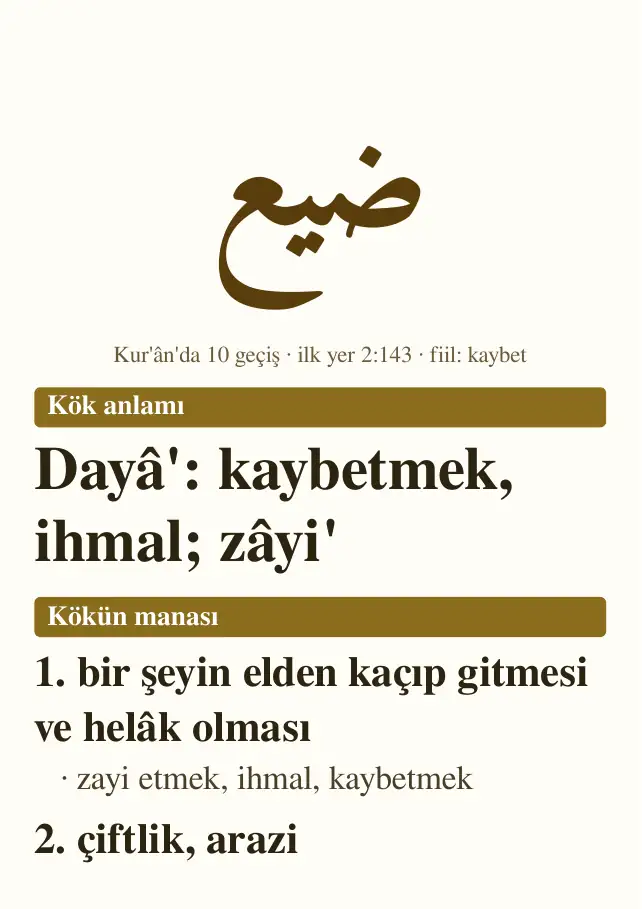 ضيع
Kur'ân'da 10 geçiş · ilk yer 2:143 · fiil: kaybet
Kök anlamı
Dayâ': kaybetmek,
ihmal; zâyi'
Kökün manası
1. bir şeyin elden kaçıp gitmesi
ve helâk olması
· zayi etmek, ihmal, kaybetmek
2. çiftlik, arazi